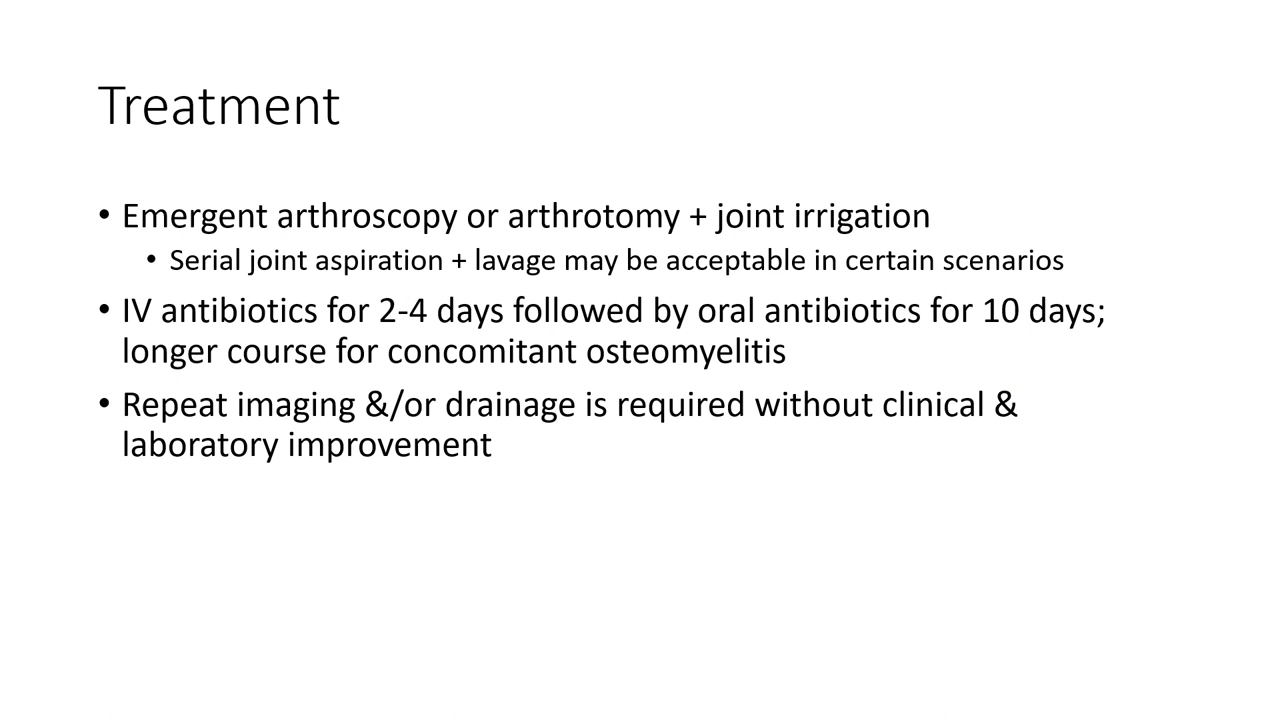 Treatment
• Emergent arthroscopy or arthrotomy + joint irrigation
• Serial joint aspiration + lavage may be acceptable in certain scenarios
• IV antibiotics for 2-4 days followed by oral antibiotics for 10 days;
longer course for concomitant osteomyelitis
• Repeat imaging &/or drainage is required without clinical &
laboratory improvement